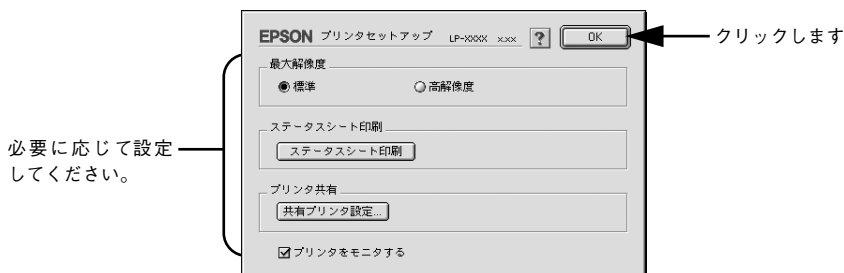 EPSON プリンタセットアップ LP-XXXX x.xx ? OK
クリックします
最大解像度
標準 高解像度
必要に応じて設定
してください。
ステータスシート印刷
ステータスシート印刷
プリンタ共有
共有プリンタ設定...
プリンタをモニタする